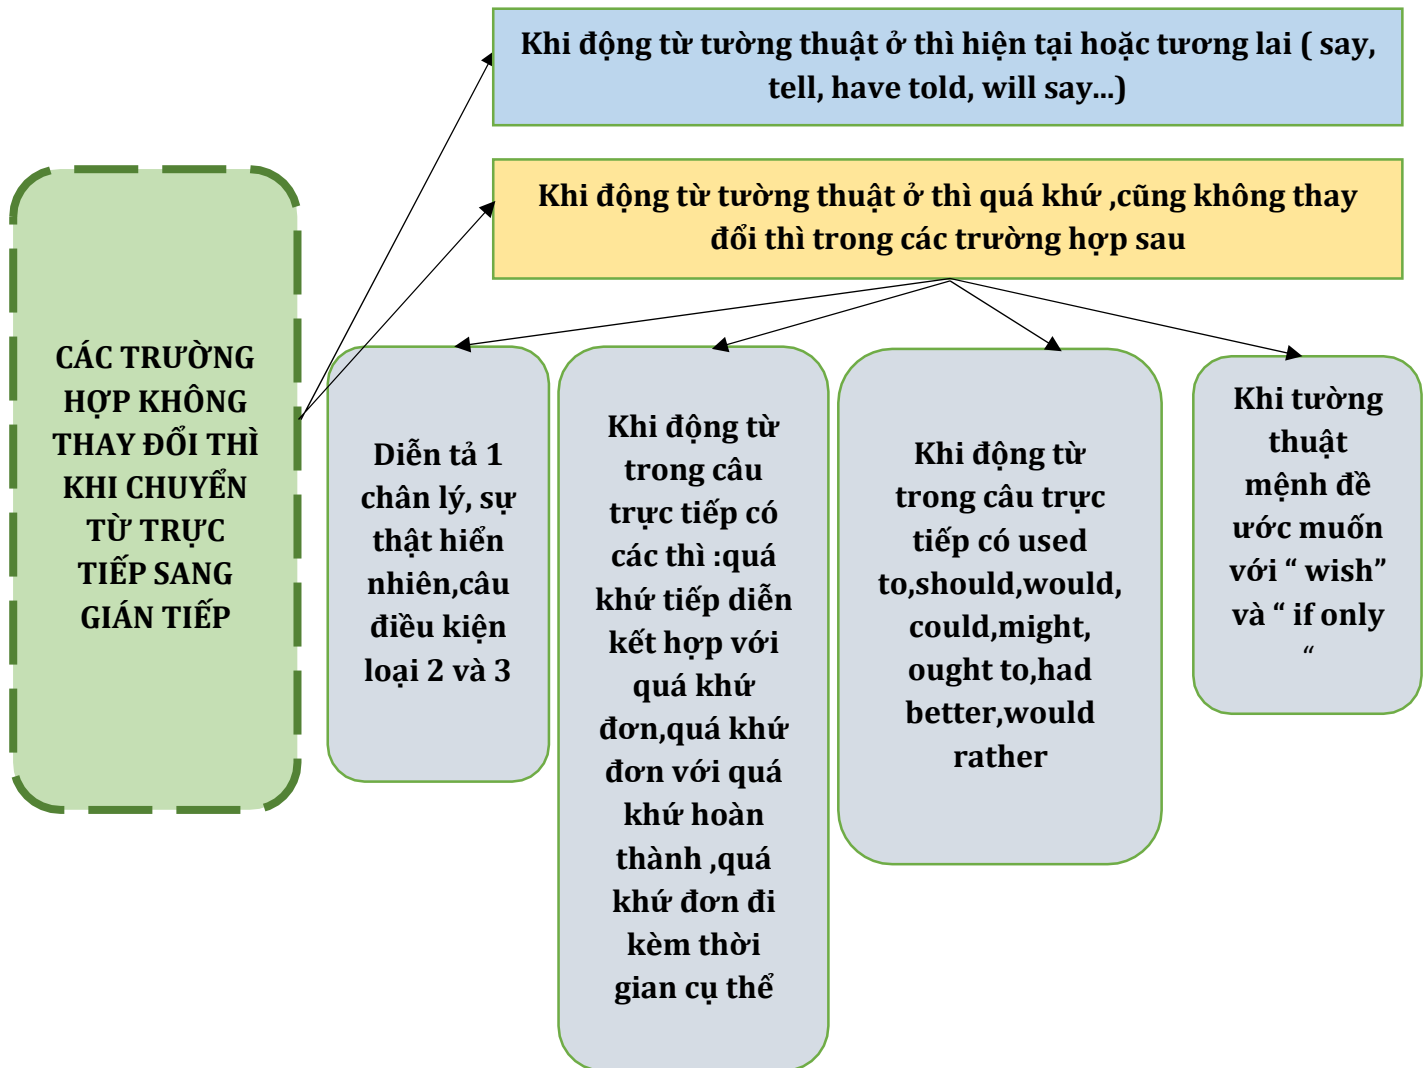 Khi động từ tường thuật ở thì hiện tại hoặc tương lai ( say,
tell, have told, will say...)
Khi động từ tường thuật ở thì quá khứ ,cũng không thay
đổi thì trong các trường hợp sau
CÁC TRƯỜNG
HỢP KHÔNG
THAY ĐỔI THÌ
KHI CHUYỂN
TỪ TRỰC
TIẾP SANG
GIÁN TIẾP
Diễn tả 1
chân lý, sự
thật hiển
nhiên,câu
điều kiện
loại 2 và 3
Khi động từ
trong câu
trực tiếp có
các thì :quá
khứ tiếp diễn
kết hợp với
quá khứ
đơn,quá khứ
đơn với quá
khứ hoàn
thành ,quá
khứ đơn đi
kèm thời
gian cụ thể
Khi động từ
trong câu trực
tiếp có used
to,should,would,
could,might,
ought to,had
better,would
rather
Khi tường
thuật
mệnh đề
ước muốn
với “ wish”
và “ if only
“